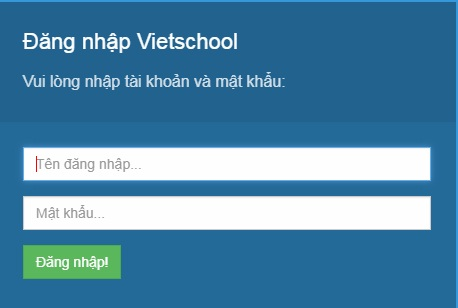 Đăng nhập Vietschool
Vui lòng nhập tài khoản và mật khẩu:
Tên đăng nhập...
Mật khẩu...
Đăng nhập!